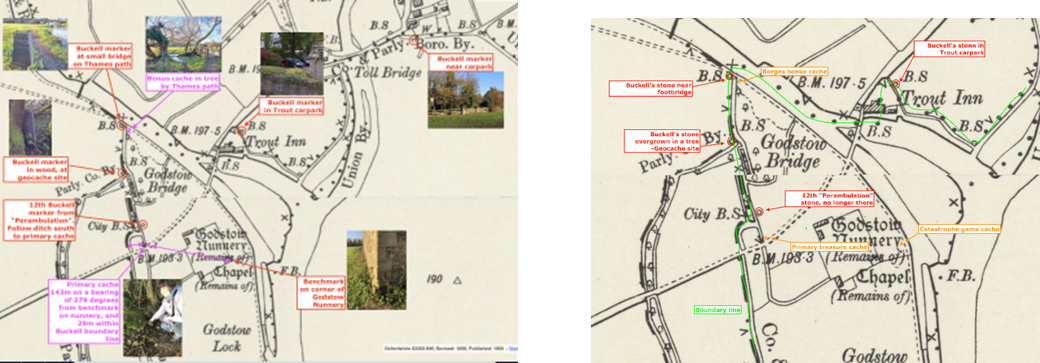 Buckell marker
at small bridge
on Thames path
Bonus cache in tree
by Thames path
B.S
Parly. Boro. By.
Toll Bridge
Buckell marker
near carpark
Buckell marker
in Trout carpark
B.M. 197·5
B.S
B.S
Trout Inn
B.S
B.S
B.S
Union By.
Buckell marker
in wood, at
geocache site
Parly. Co. By.
Godstow
Bridge
12th Buckell
marker from
"Perambulation".
Follow ditch south
to primary cache
City B.S
Godstow
Nunnery
(Remains of)
B.M. 193·3
Chapel
(Remains of)
F.B.
190
Primary cache
143m on a bearing
of 279 degrees
from benchmark
on nunnery, and
29m within
Buckell boundary
line
Benchmark
on corner of
Godstow
Nunnery
Godstow
Lock
Buckell's stone in
Trout carpark
B.S
Borges bonus cache
Buckell's stone near
footbridge
B.M. 197·5
B.S
Trout Inn
B.S
B.S
B.S
Buckell's stone
overgrown in a tree
-Geocache site
Parly.
By.
Godstow
Bridge
12th "Perambulation"
stone, no longer there
City B.S
Godstow
Nunnery
(Remains of)
Catastrophe game cache
Primary treasure cache
B.M. 193·3
Chapel
(Remains of)
F.B.
Boundary line
Co.
Godstow